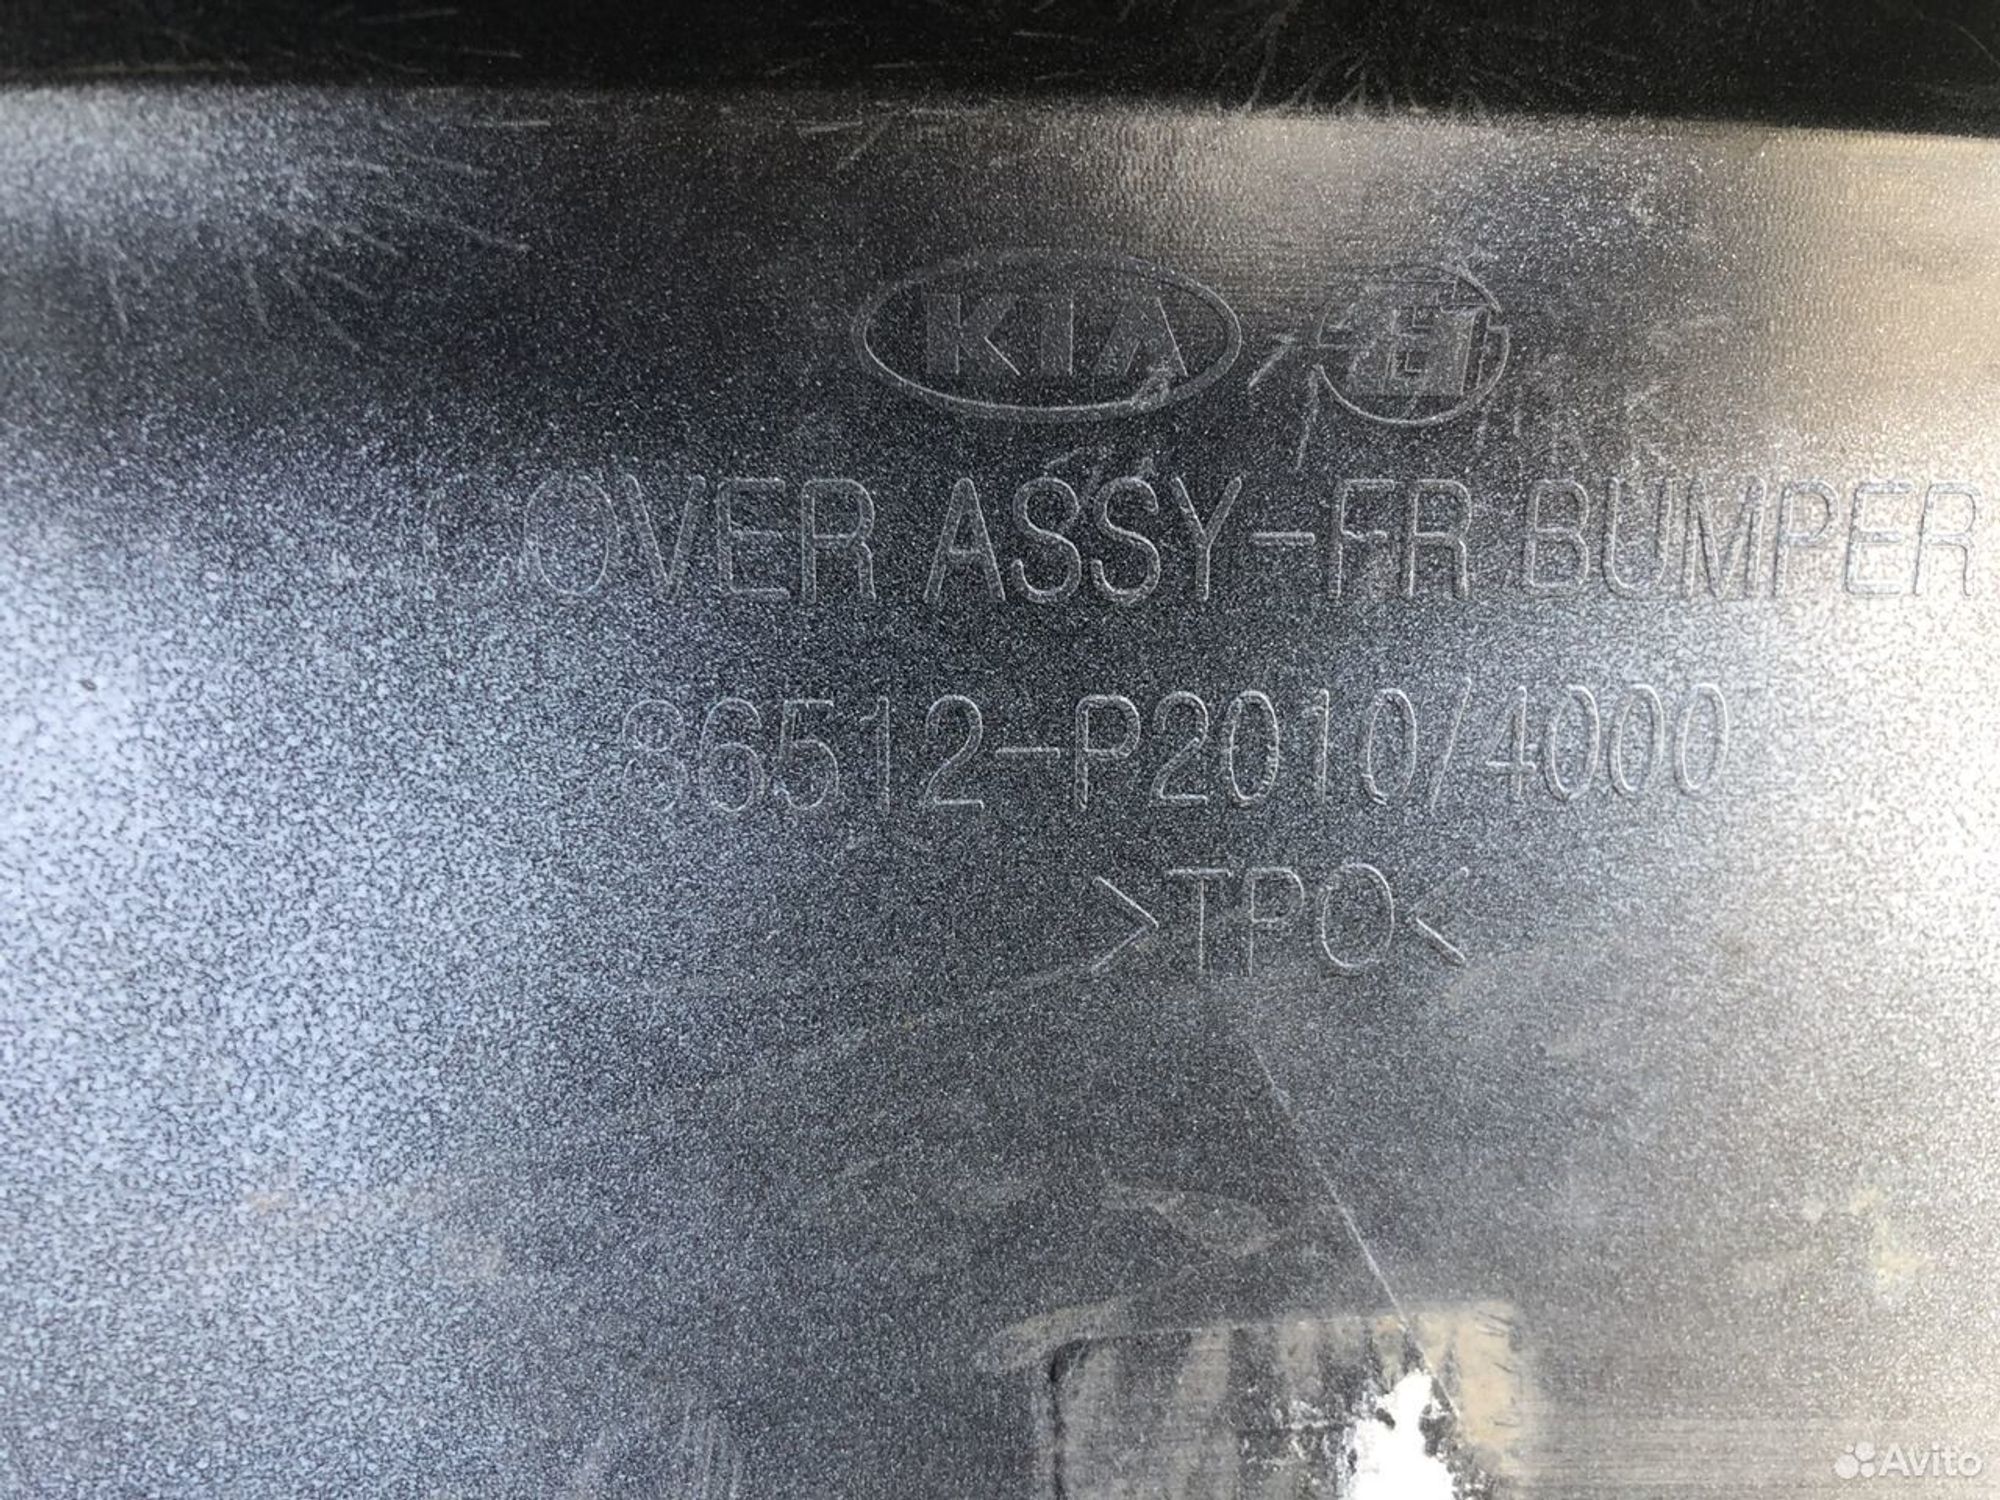 KIA
COVER ASSY-FR BUMPER
86512-P2010/4000
>TPO<
Avito